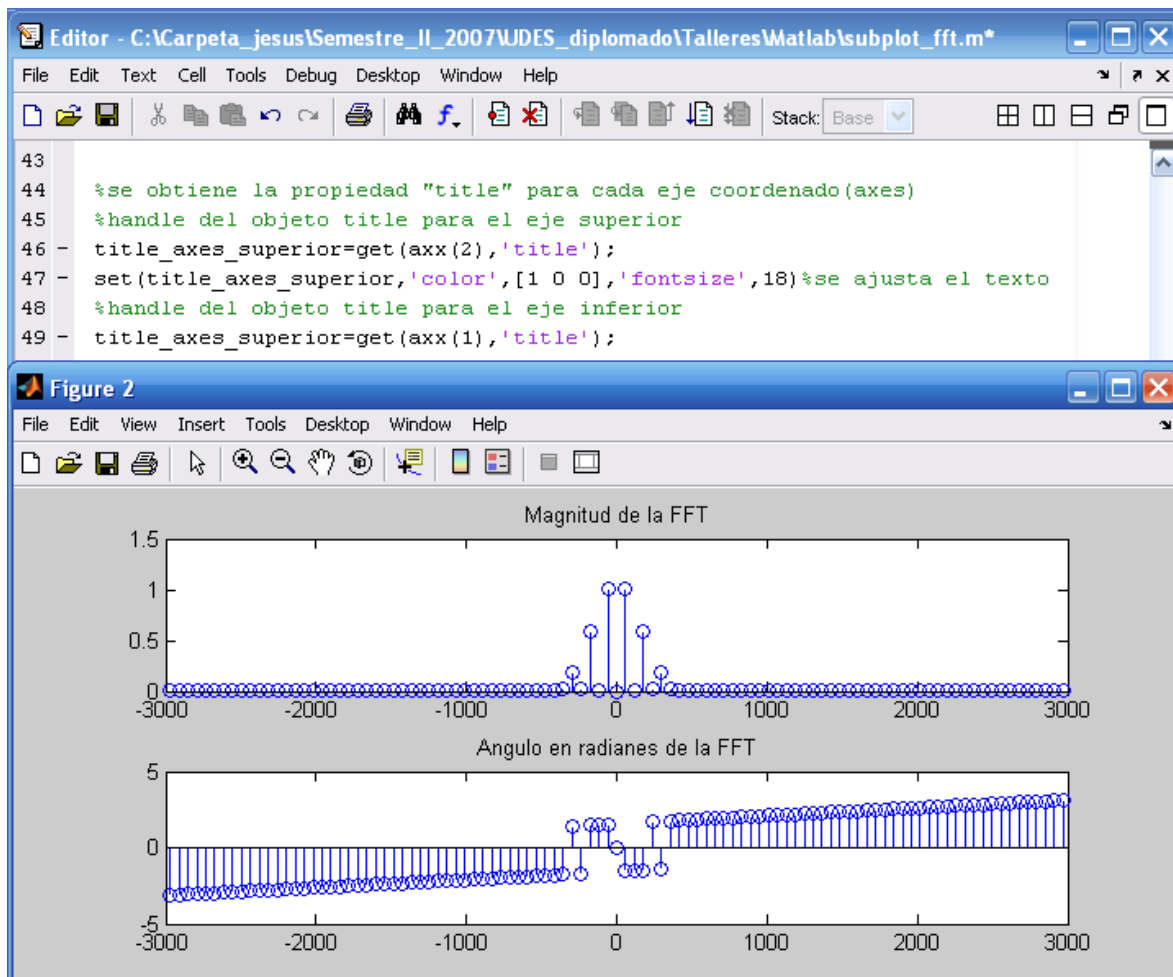 Editor - C:\Carpeta_jesus\Semestre_II_2007\UDES_diplomado\Talleres\Matlab\subplot_fft.m*
File Edit Text Cell Tools Debug Desktop Window Help
Stack: Base
43
44 %se obtiene la propiedad "title" para cada eje coordenado(axes)
45 %handle del objeto title para el eje superior
46 - title_axes_superior=get(axx(2),'title');
47 - set(title_axes_superior,'color',[1 0 0],'fontsize',18)%se ajusta el texto
48 %handle del objeto title para el eje inferior
49 - title_axes_superior=get(axx(1),'title');
Figure 2
File Edit View Insert Tools Desktop Window Help
Magnitud de la FFT
1.5
1
0.5
0
-3000 -2000 -1000 0 1000 2000 3000
Angulo en radianes de la FFT
5
0
-5
-3000 -2000 -1000 0 1000 2000 3000